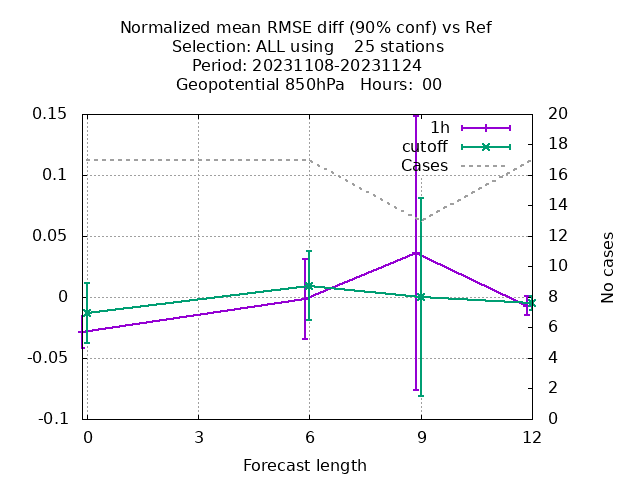 Normalized mean RMSE diff (90% conf) vs Ref
Selection: ALL using    25 stations
Period: 20231108-20231124
Geopotential 850hPa   Hours:  00
0.15
0.1
0.05
0
-0.05
-0.1
20
18
16
14
12
10
8
6
4
2
0
1h
cutoff
Cases
No cases
0
3
6
9
12
Forecast length